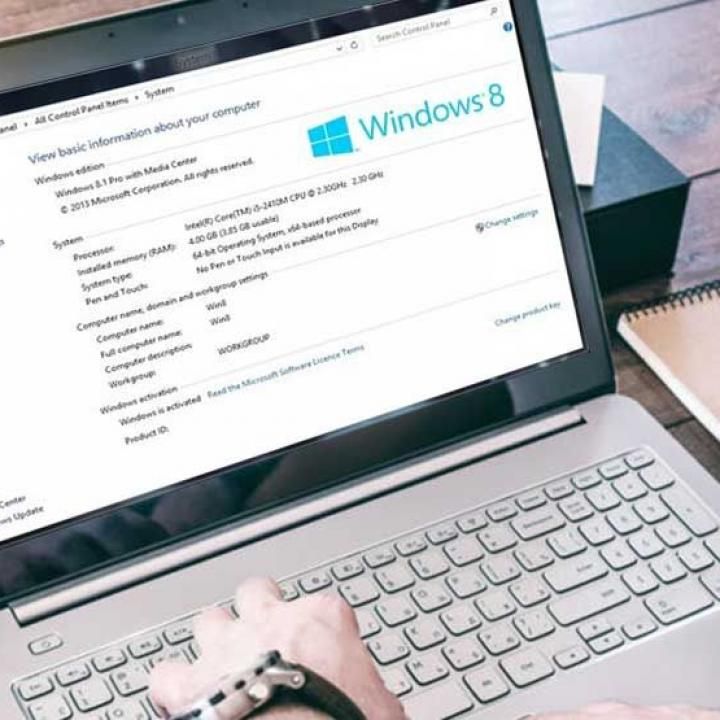 Search Control Panel
All Control Panel Items ▸ System
View basic information about your computer
Windows edition
Windows 8.1 Pro with Media Center
© 2013 Microsoft Corporation. All rights reserved.
Windows 8
System
Processor: Intel(R) Core(TM) i5-2410M CPU @ 2.30GHz 2.30 GHz
Installed memory (RAM): 4.00 GB (3.85 GB usable)
System type: 64-bit Operating System, x64-based processor
Pen and Touch: No Pen or Touch Input is available for this Display
Computer name, domain and workgroup settings
Computer name: Win8
Change settings
Full computer name: Win8
Computer description:
Workgroup: WORKGROUP
Windows activation
Windows is activated Read the Microsoft Software Licence Terms
Product ID:
Change product key
Center
Update